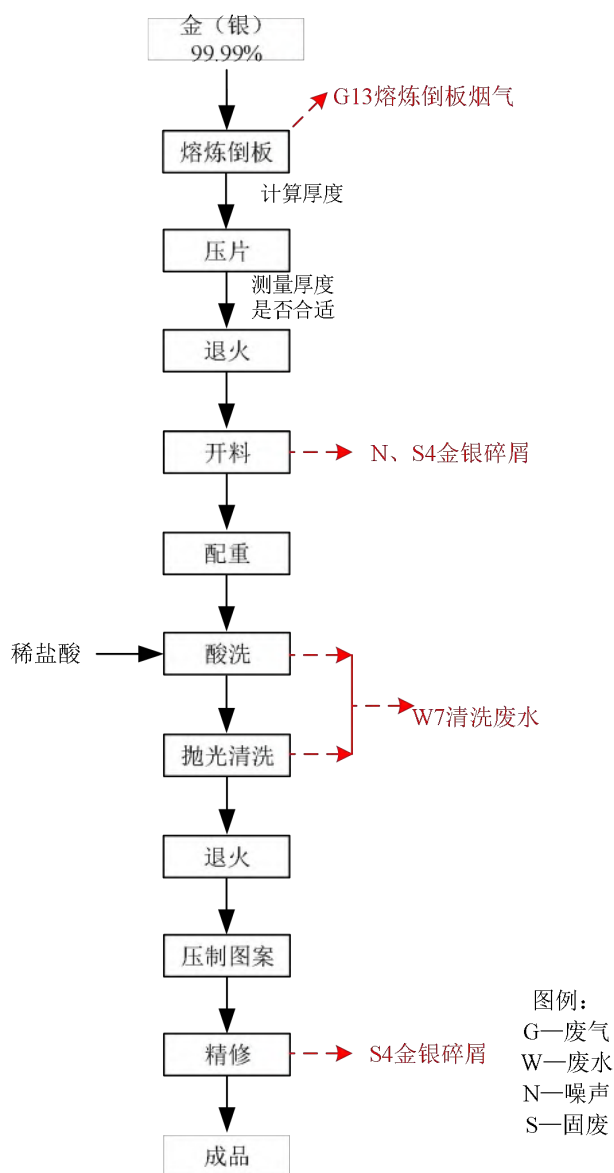 金（银）
99.99%
G13熔炼倒板烟气
熔炼倒板
计算厚度
压片
测量厚度
是否合适
退火
开料
N、S4金银碎屑
配重
稀盐酸
酸洗
W7清洗废水
抛光清洗
退火
压制图案
精修
S4金银碎屑
成品
图例：
G—废气
W—废水
N—噪声
S—固废